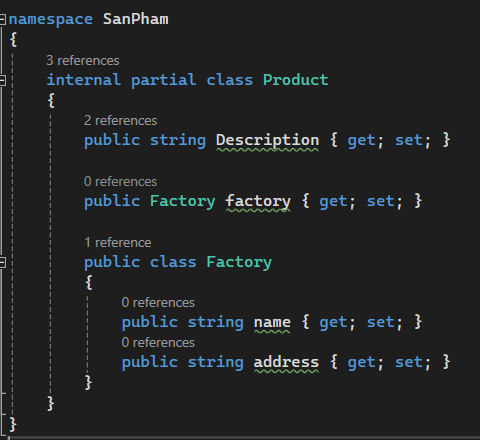 namespace SanPham
{
3 references
internal partial class Product
{
2 references
public string Description { get; set; }
0 references
public Factory factory { get; set; }
1 reference
public class Factory
{
0 references
public string name { get; set; }
0 references
public string address { get; set; }
}
}
}